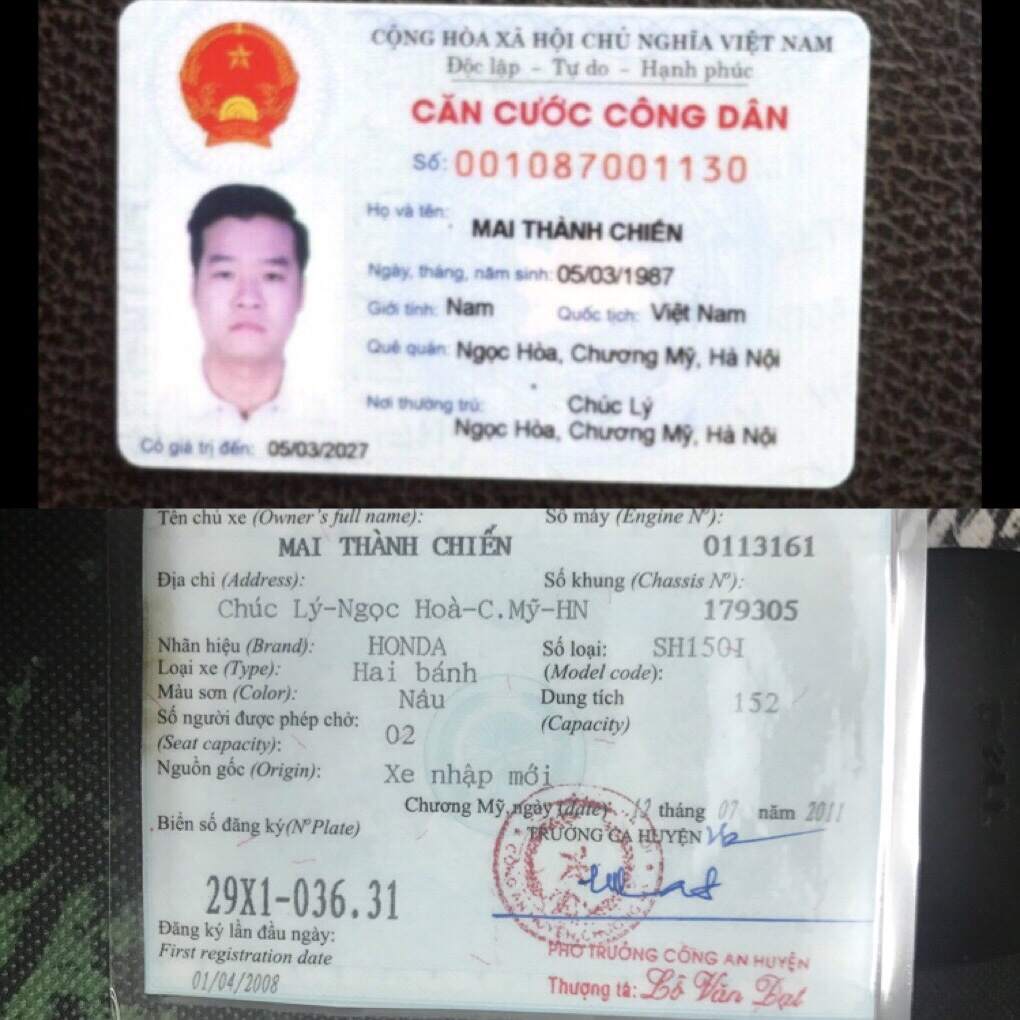 CỘNG HÒA XÃ HỘI CHỦ NGHĨA VIỆT NAM
Độc lập - Tự do - Hạnh phúc
CĂN CƯỚC CÔNG DÂN
Số: 001087001130
Họ và tên:
MAI THÀNH CHIẾN
Ngày, tháng, năm sinh: 05/03/1987
Giới tính: Nam Quốc tịch: Việt Nam
Quê quán: Ngọc Hòa, Chương Mỹ, Hà Nội
Nơi thường trú: Chúc Lý
Ngọc Hòa, Chương Mỹ, Hà Nội
Có giá trị đến: 05/03/2027
Tên chủ xe (Owner's full name): Số máy (Engine Nº):
MAI THÀNH CHIẾN 0113161
Địa chỉ (Address): Số khung (Chassis Nº):
Chúc Lý-Ngọc Hoà-C.Mỹ-HN 179305
Nhãn hiệu (Brand): HONDA Số loại: SH150I
Loại xe (Type): Hai bánh (Model code):
Màu sơn (Color): Nâu Dung tích 152
Số người được phép chở: 02 (Capacity)
(Seat capacity):
Nguồn gốc (Origin): Xe nhập mới
Chương Mỹ, ngày (date): 12 tháng 07 năm 2011
Biển số đăng ký(Nº Plate) TRƯỞNG CA HUYỆN
29X1-036.31
Đăng ký lần đầu ngày:
First registration date PHÓ TRƯỞNG CÔNG AN HUYỆN
01/04/2008 Thượng tá: Lê Văn Đạt